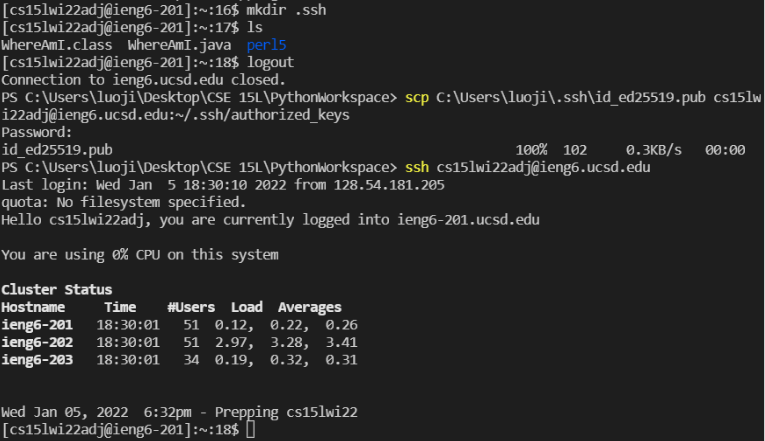 [cs15lwi22adj@ieng6-201]:~:16$ mkdir .ssh
[cs15lwi22adj@ieng6-201]:~:17$ ls
WhereAmI.class  WhereAmI.java  perl5
[cs15lwi22adj@ieng6-201]:~:18$ logout
Connection to ieng6.ucsd.edu closed.
PS C:\Users\luoji\Desktop\CSE 15L\PythonWorkspace> scp C:\Users\luoji\.ssh\id_ed25519.pub cs15lw
i22adj@ieng6.ucsd.edu:~/.ssh/authorized_keys
Password:
id_ed25519.pub                                                100%  102     0.3KB/s   00:00
PS C:\Users\luoji\Desktop\CSE 15L\PythonWorkspace> ssh cs15lwi22adj@ieng6.ucsd.edu
Last login: Wed Jan  5 18:30:10 2022 from 128.54.181.205
quota: No filesystem specified.
Hello cs15lwi22adj, you are currently logged into ieng6-201.ucsd.edu

You are using 0% CPU on this system

Cluster Status
Hostname     Time    #Users  Load  Averages
ieng6-201   18:30:01   51  0.12,  0.22,  0.26
ieng6-202   18:30:01   51  2.97,  3.28,  3.41
ieng6-203   18:30:01   34  0.19,  0.32,  0.31

Wed Jan 05, 2022  6:32pm - Prepping cs15lwi22
[cs15lwi22adj@ieng6-201]:~:18$